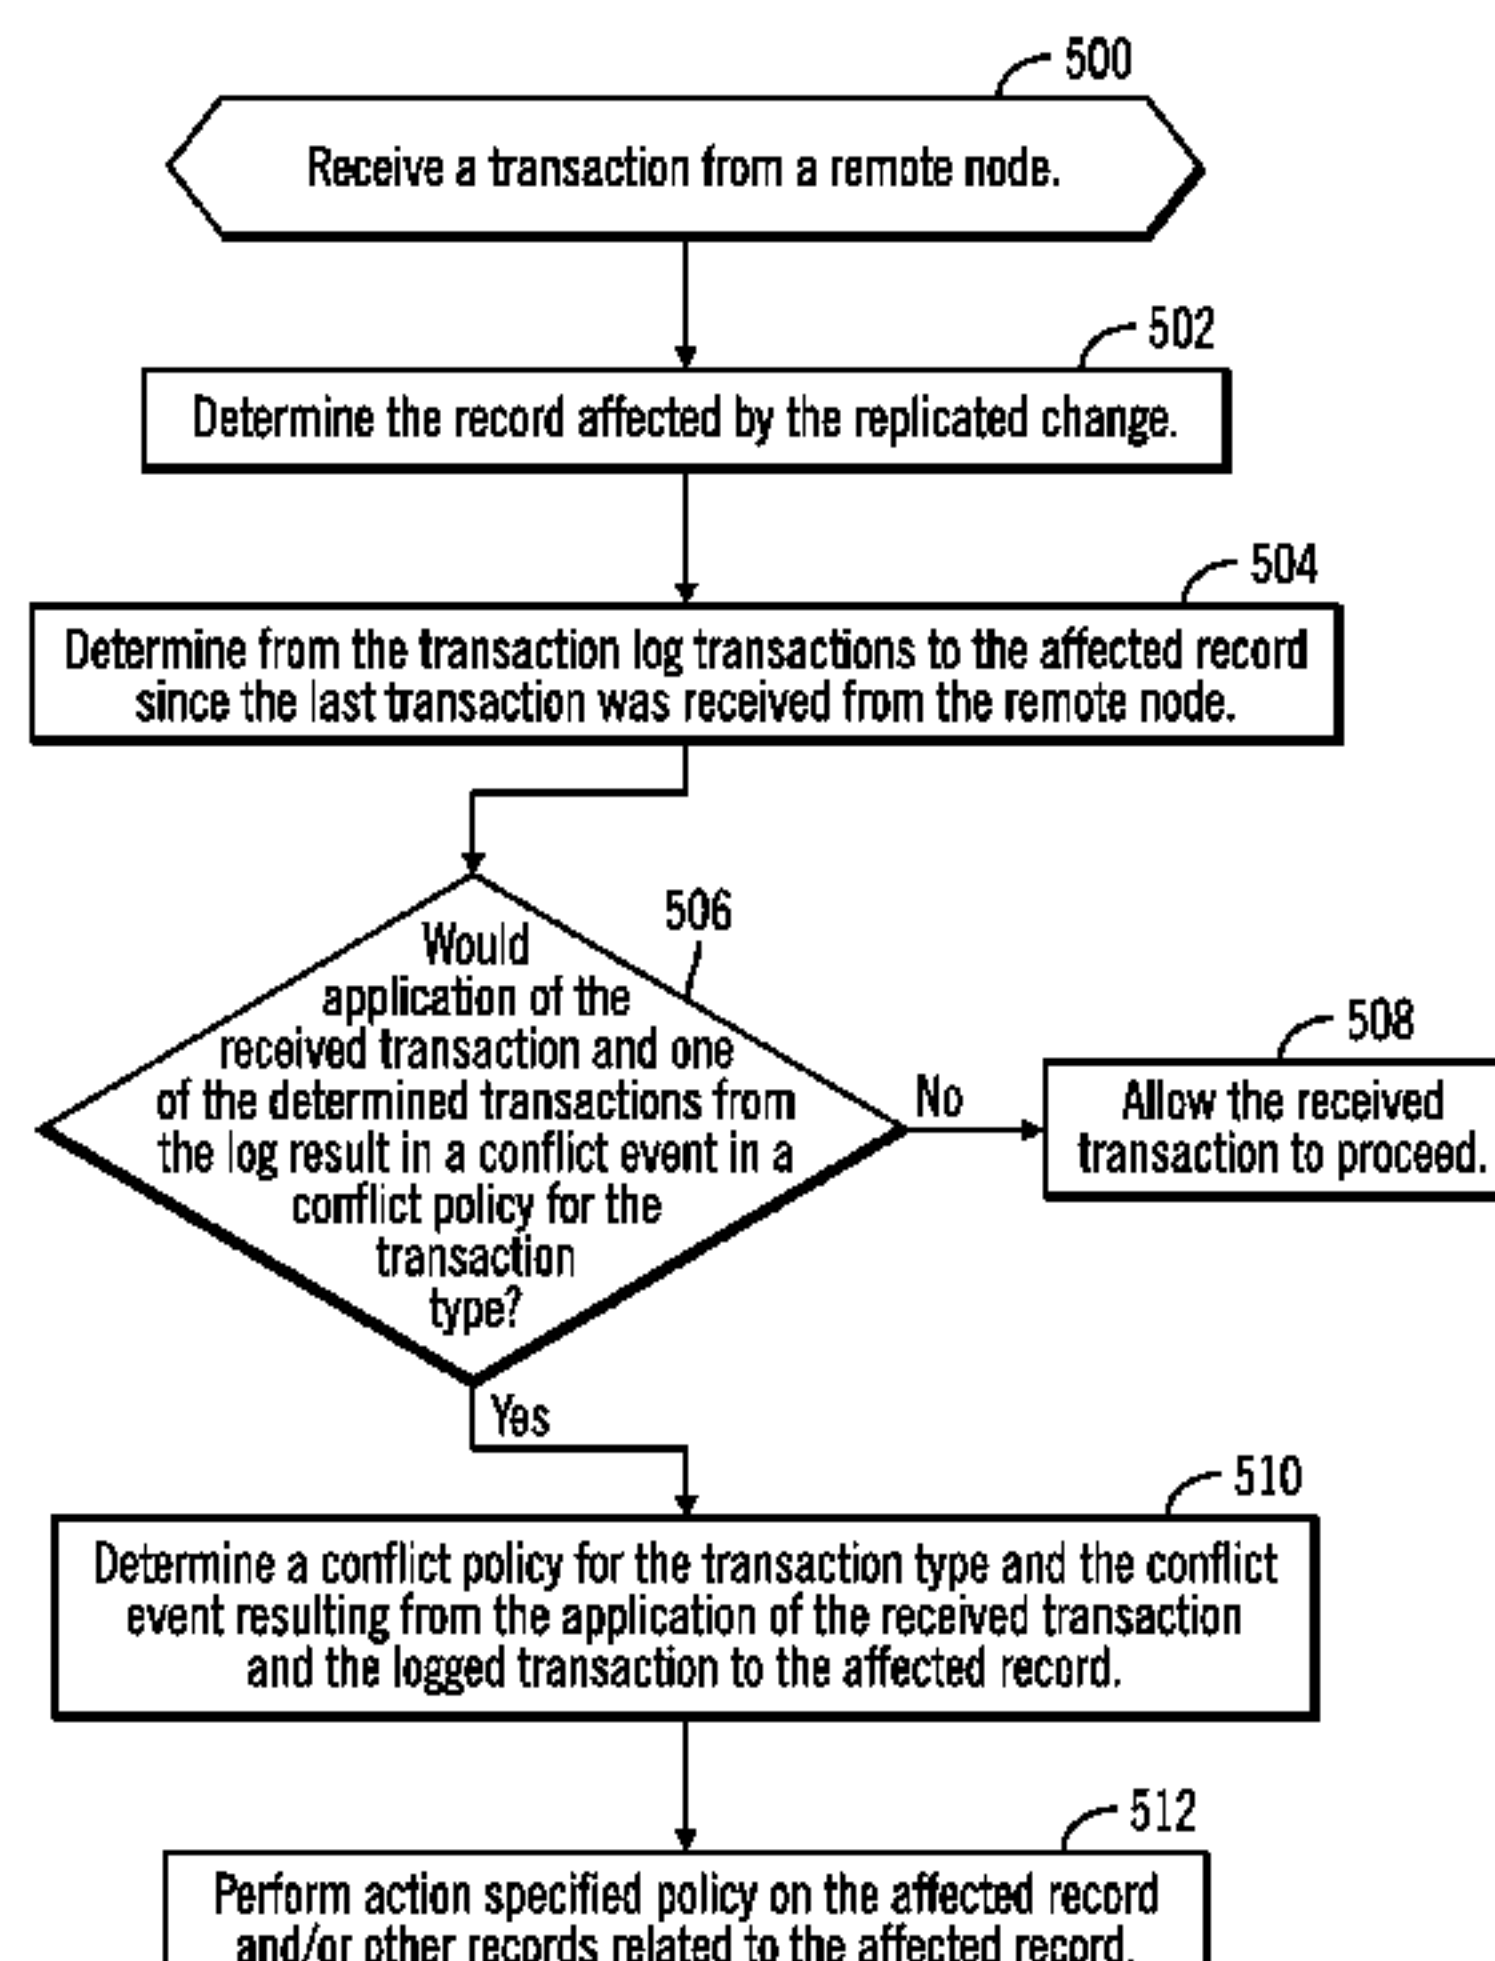 500
Receive a transaction from a remote node.
502
Determine the record affected by the replicated change.
504
Determine from the transaction log transactions to the affected record
since the last transaction was received from the remote node.
506
Would
application of the
received transaction and one
of the determined transactions from
the log result in a conflict event in a
conflict policy for the
transaction
type?
No
508
Allow the received
transaction to proceed.
Yes
510
Determine a conflict policy for the transaction type and the conflict
event resulting from the application of the received transaction
and the logged transaction to the affected record.
512
Perform action specified policy on the affected record
and/or other records related to the affected record.